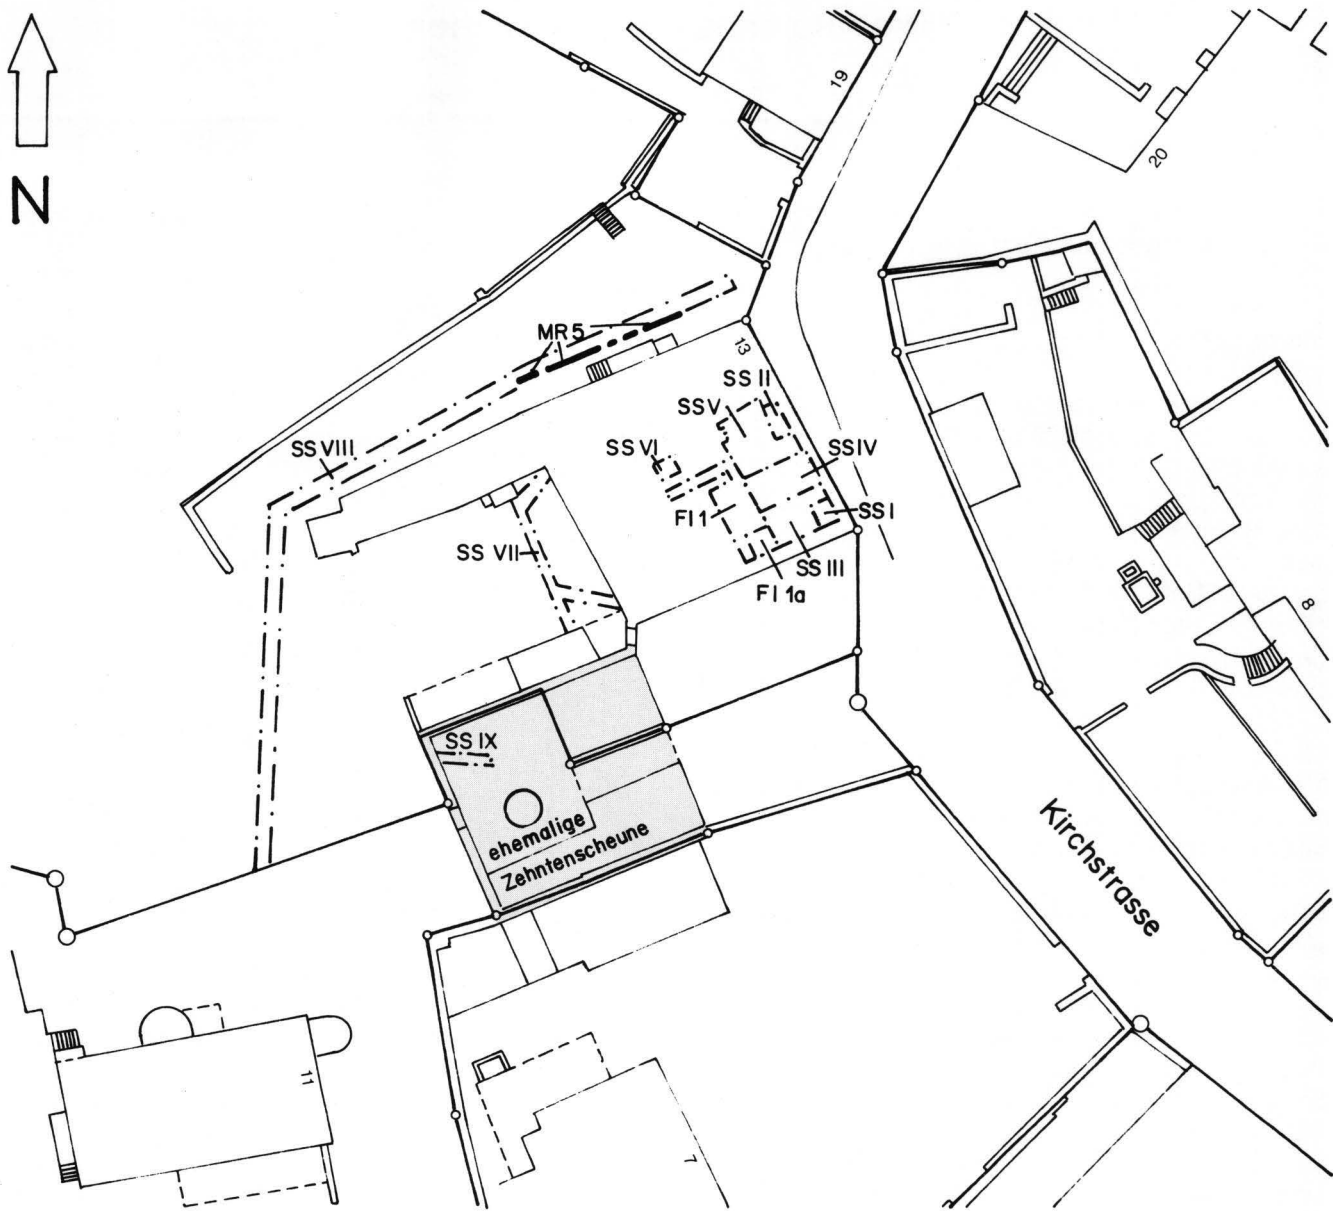 N
19
20
MR 5
13
SS II
SS V
SS VIII
SS VI
SS IV
FI 1
SS I
SS VII
SS III
FI 1a
8
SS IX
ehemalige
Zehntenscheune
Kirchstrasse
11
7